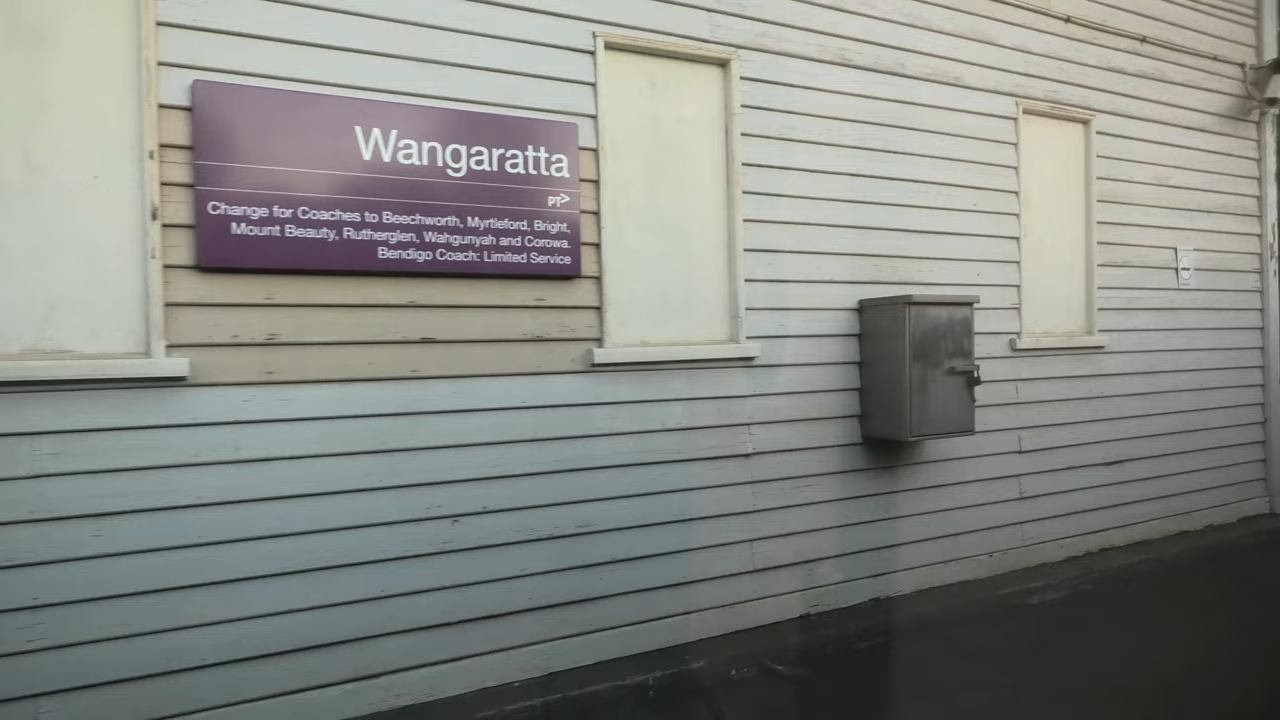 Wangaratta
PT>
Change for Coaches to Beechworth, Myrtleford, Bright,
Mount Beauty, Rutherglen, Wahgunyah and Corowa.
Bendigo Coach: Limited Service